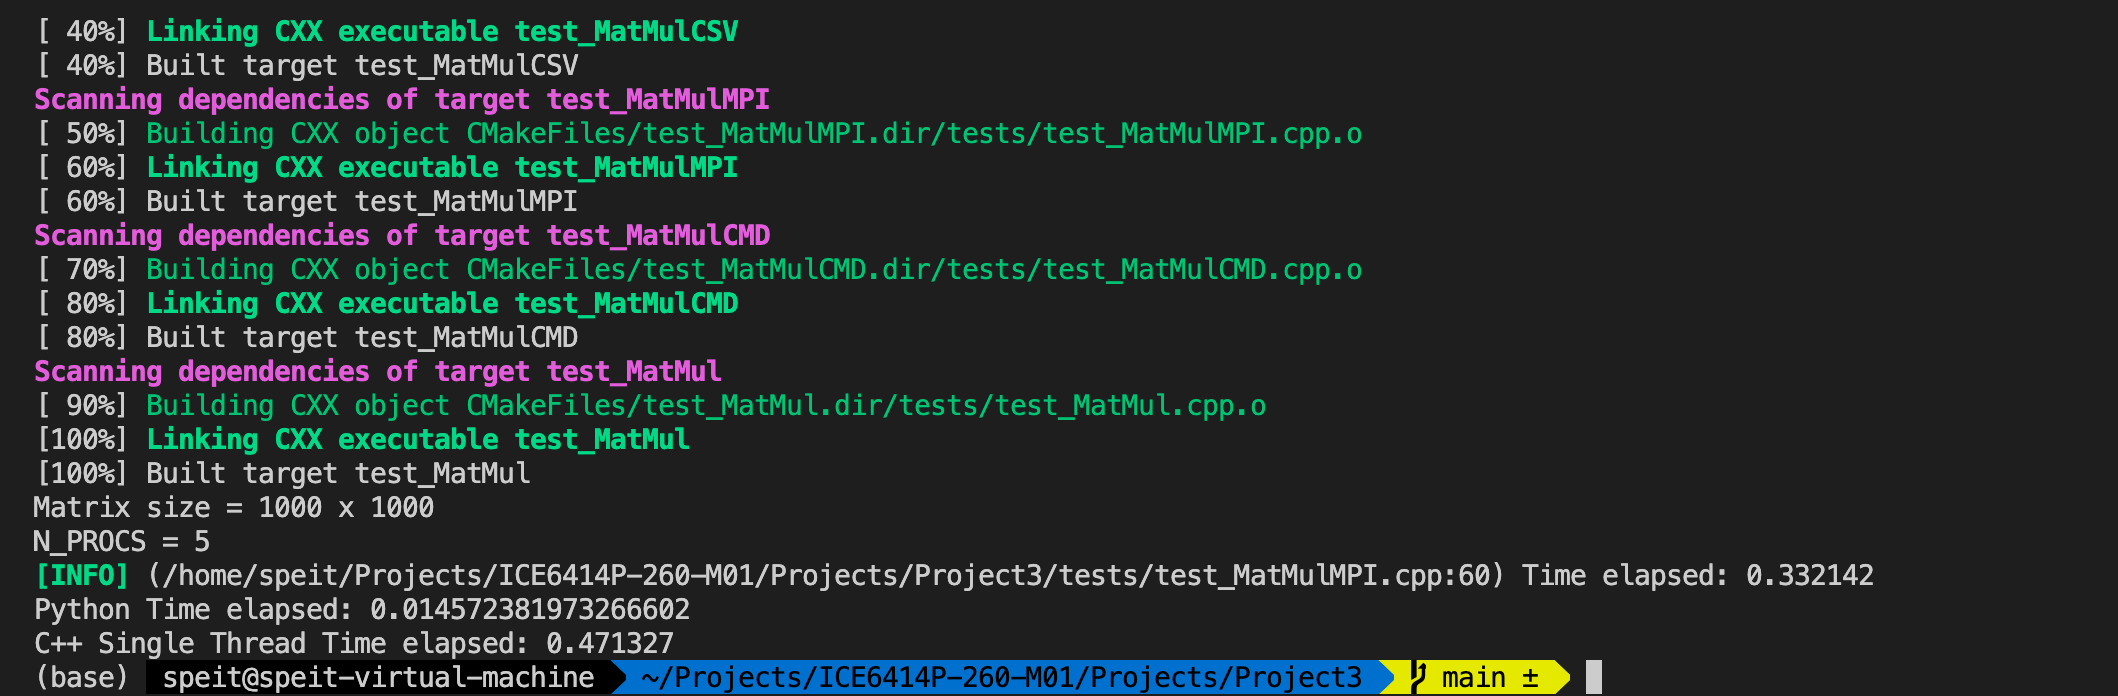 [ 40%] Linking CXX executable test_MatMulCSV
[ 40%] Built target test_MatMulCSV
Scanning dependencies of target test_MatMulMPI
[ 50%] Building CXX object CMakeFiles/test_MatMulMPI.dir/tests/test_MatMulMPI.cpp.o
[ 60%] Linking CXX executable test_MatMulMPI
[ 60%] Built target test_MatMulMPI
Scanning dependencies of target test_MatMulCMD
[ 70%] Building CXX object CMakeFiles/test_MatMulCMD.dir/tests/test_MatMulCMD.cpp.o
[ 80%] Linking CXX executable test_MatMulCMD
[ 80%] Built target test_MatMulCMD
Scanning dependencies of target test_MatMul
[ 90%] Building CXX object CMakeFiles/test_MatMul.dir/tests/test_MatMul.cpp.o
[100%] Linking CXX executable test_MatMul
[100%] Built target test_MatMul
Matrix size = 1000 x 1000
N_PROCS = 5
[INFO] (/home/speit/Projects/ICE6414P-260-M01/Projects/Project3/tests/test_MatMulMPI.cpp:60) Time elapsed: 0.332142
Python Time elapsed: 0.014572381973266602
C++ Single Thread Time elapsed: 0.471327
(base) speit@speit-virtual-machine ~/Projects/ICE6414P-260-M01/Projects/Project3 main ±